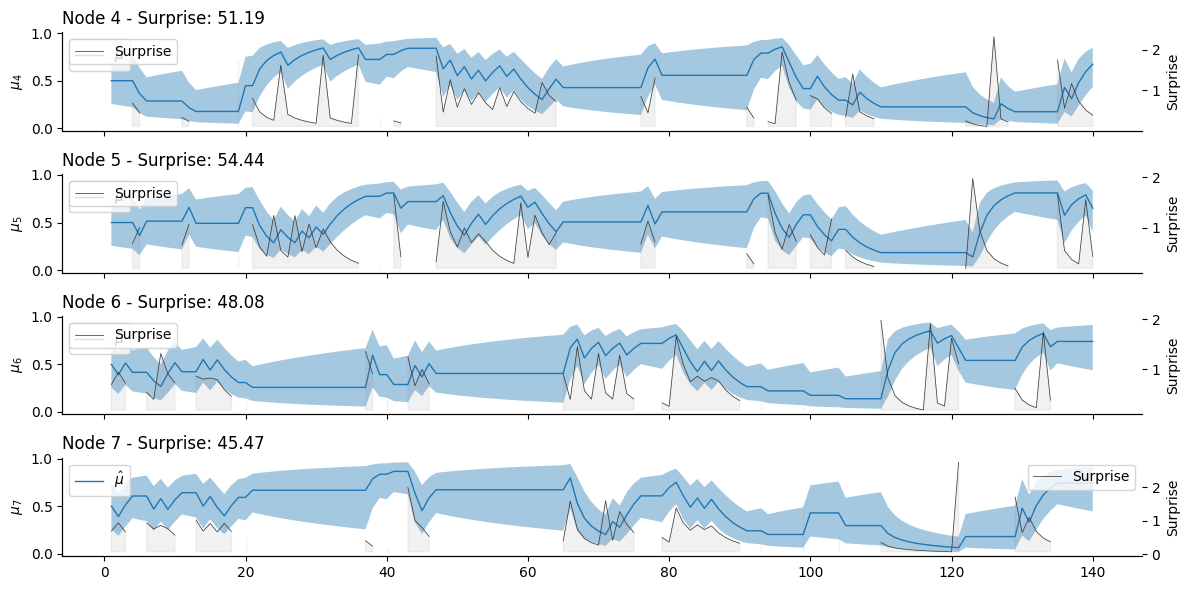 Node 4 - Surprise: 51.19
1.0
0.5
0.0
μ4
Surprise
2
1
Surprise
Node 5 - Surprise: 54.44
1.0
0.5
0.0
μ5
Surprise
2
1
Surprise
Node 6 - Surprise: 48.08
1.0
0.5
0.0
μ6
Surprise
2
1
Surprise
Node 7 - Surprise: 45.47
1.0
0.5
0.0
μ7
μ̂
Surprise
2
1
0
Surprise
0 20 40 60 80 100 120 140